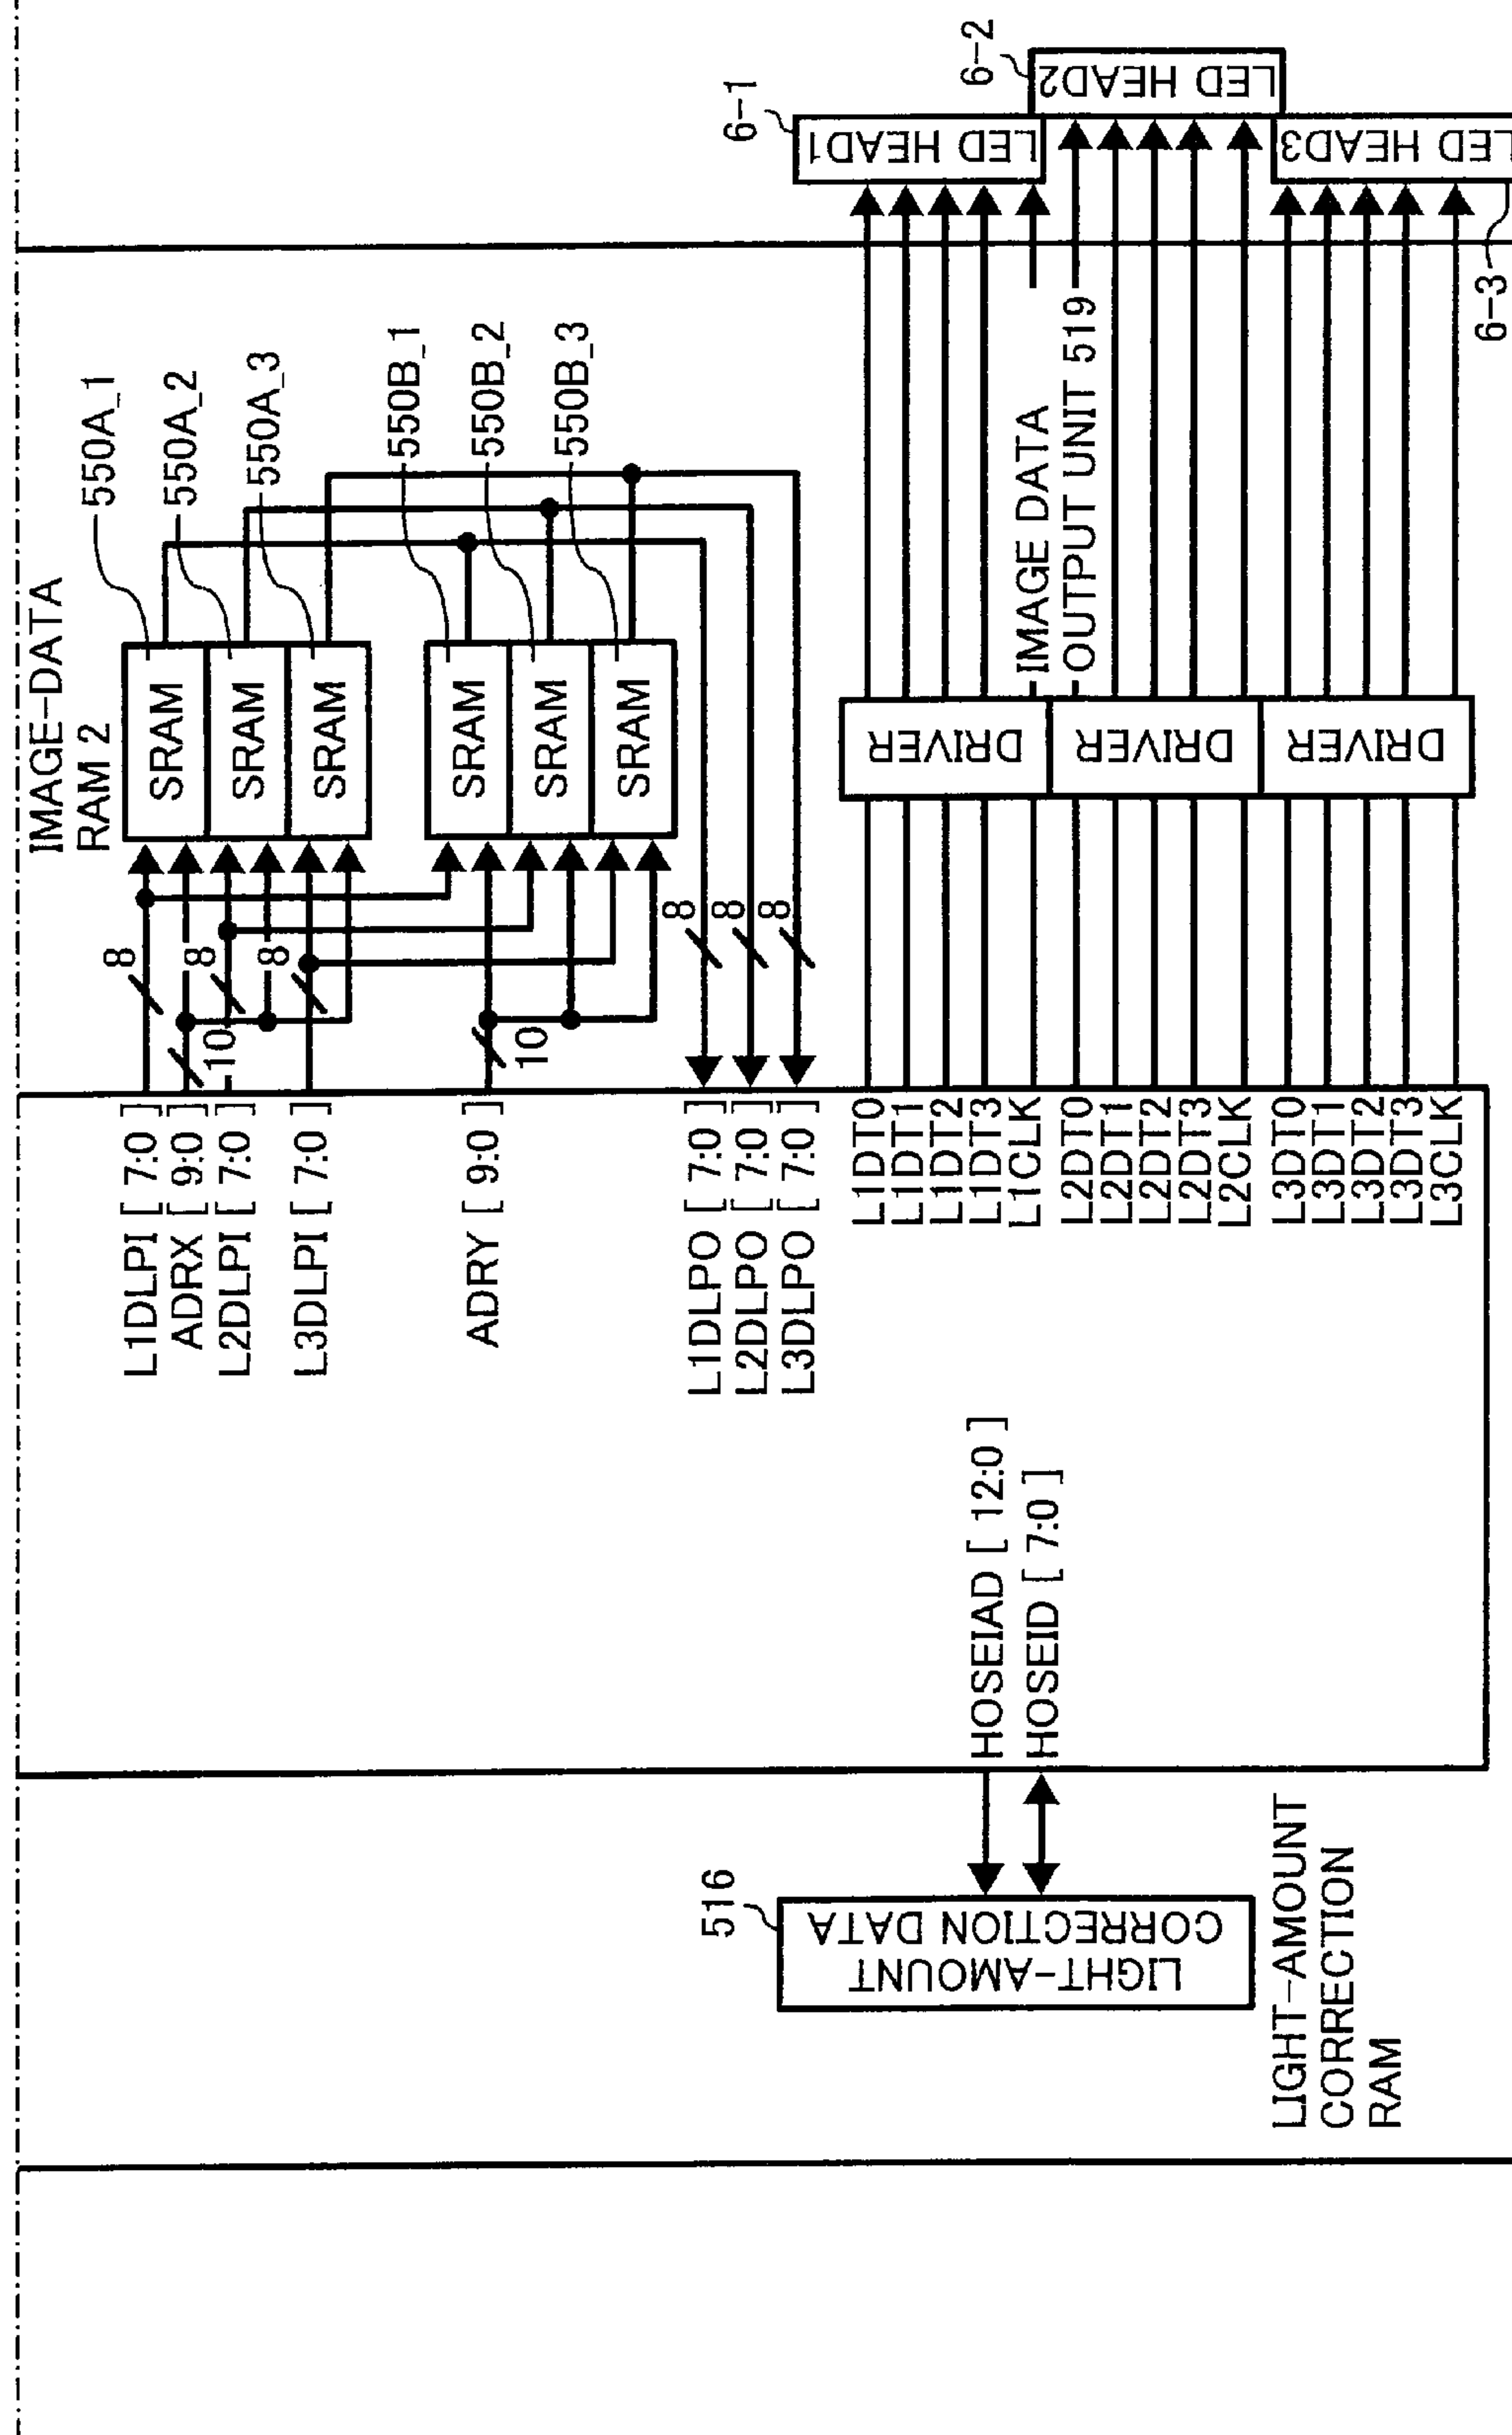 IMAGE-DATA
RAM 2
550A_1
550A_2
550A_3
550B_1
550B_2
550B_3
SRAM
SRAM
SRAM
SRAM
SRAM
SRAM
8
10
8
8
10
8
8
8
L1DLPI [ 7:0 ]
ADRX [ 9:0 ]
L2DLPI [ 7:0 ]
L3DLPI [ 7:0 ]
ADRY [ 9:0 ]
L1DLPO [ 7:0 ]
L2DLPO [ 7:0 ]
L3DLPO [ 7:0 ]
L1DT0
L1DT1
L1DT2
L1DT3
L1CLK
L2DT0
L2DT1
L2DT2
L2DT3
L2CLK
L3DT0
L3DT1
L3DT2
L3DT3
L3CLK
DRIVER
DRIVER
DRIVER
IMAGE DATA
OUTPUT UNIT 519
6-1
LED HEAD1
6-2
LED HEAD2
LED HEAD3
6-3
HOSEIAD [ 12:0 ]
HOSEID [ 7:0 ]
516
LIGHT-AMOUNT
CORRECTION DATA
LIGHT-AMOUNT
CORRECTION
RAM